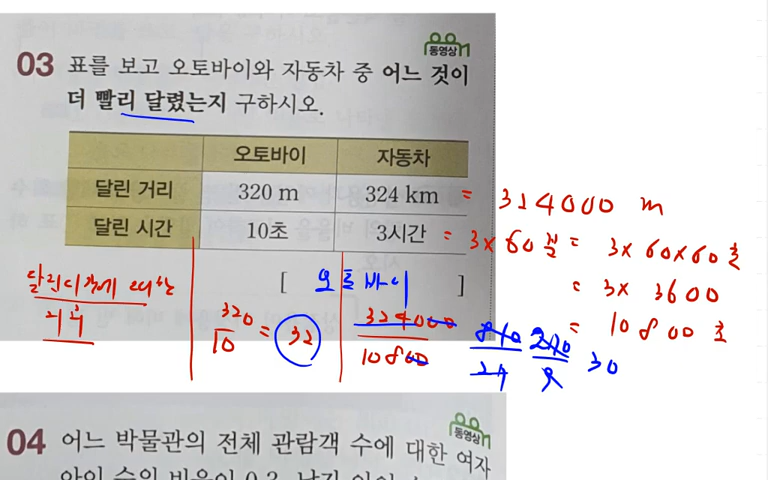 동영상
03 표를 보고 오토바이와 자동차 중 어느 것이
더 빨리 달렸는지 구하시오.
오토바이 자동차
달린 거리 320 m 324 km = 324000 m
달린 시간 10초 3시간 = 3×60분 = 3×60×60초
= 3×3600
= 10800초
[ 오토바이 ]
달린시간에 대한
320
10
= 32
324000
10800
810
27
270
9
30
동영상
04 어느 박물관의 전체 관람객 수에 대한 여자